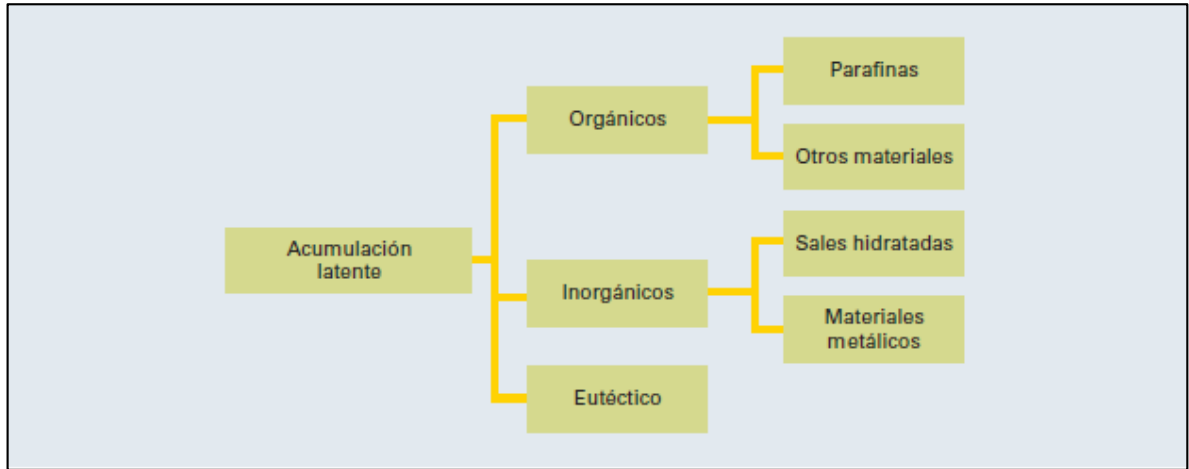 Parafinas
Orgánicos
Otros materiales
Acumulación
latente
Sales hidratadas
Inorgánicos
Materiales
metálicos
Eutéctico